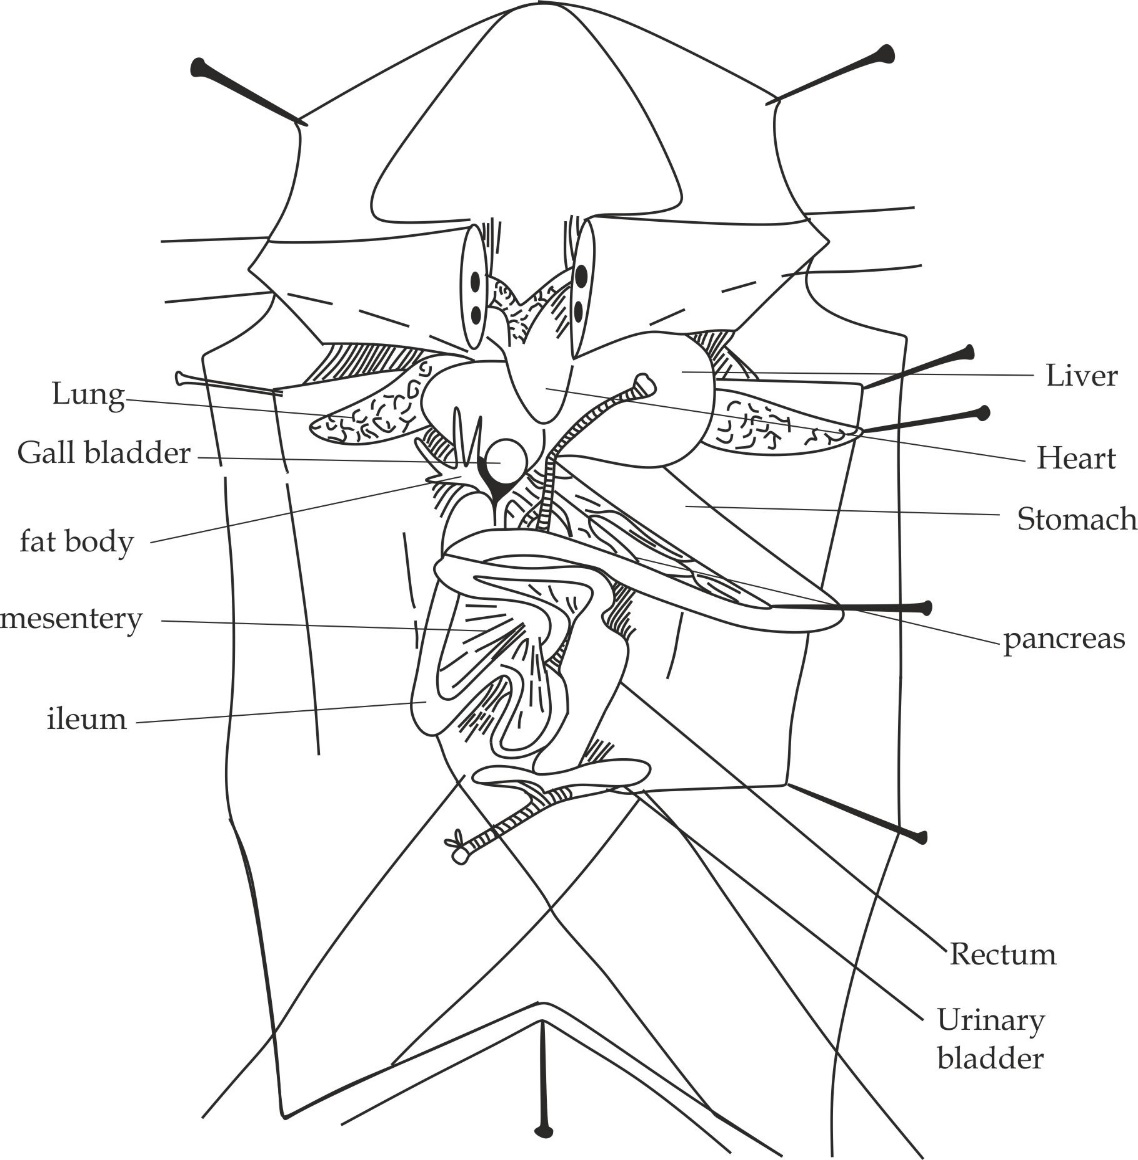 Lung
Gall bladder
fat body
mesentery
ileum
Liver
Heart
Stomach
pancreas
Rectum
Urinary
bladder